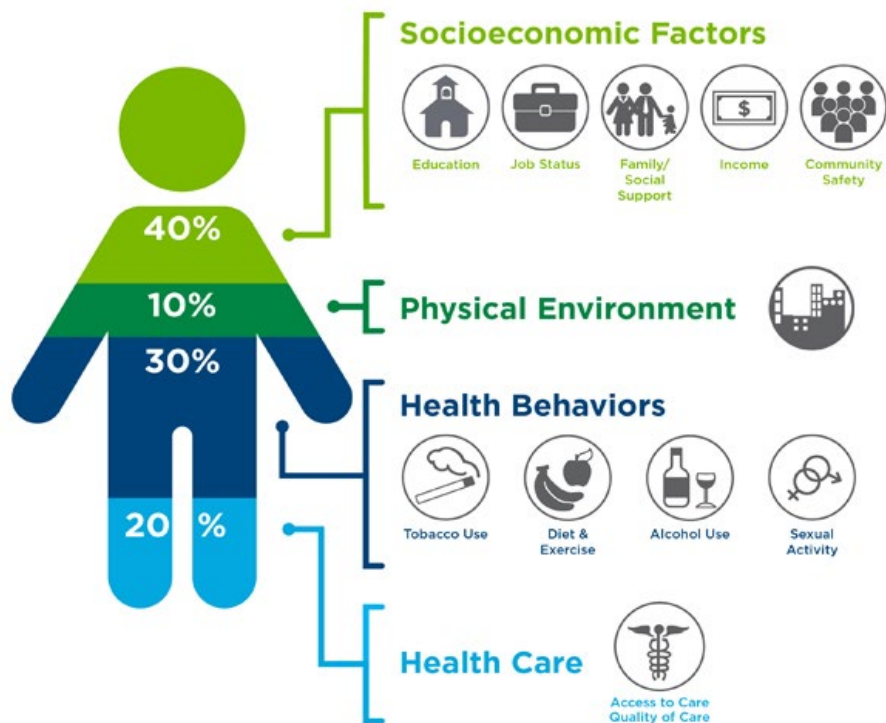 Socioeconomic Factors
$
Education
Job Status
Family/
Social
Support
Income
Community
Safety
40%
10%
Physical Environment
30%
Health Behaviors
Tobacco Use
Diet &
Exercise
Alcohol Use
Sexual
Activity
20 %
Health Care
Access to Care
Quality of Care